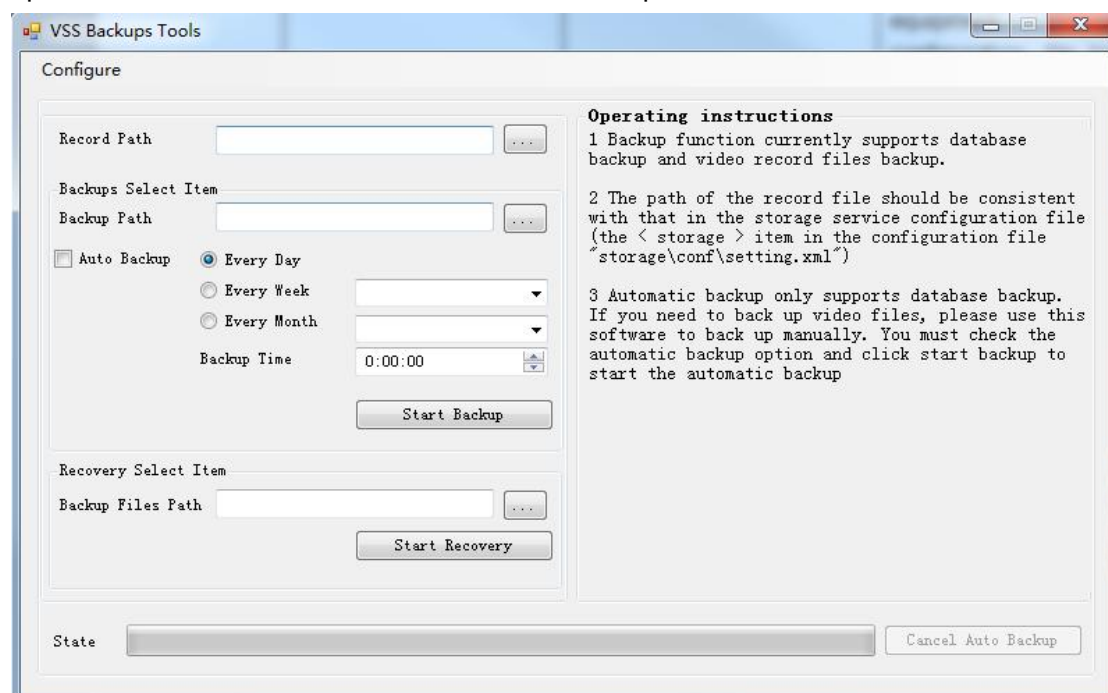 VSS Backups Tools
Configure
Record Path
...
Backups Select Item
Backup Path
...
Auto Backup
Every Day
Every Week
Every Month
Backup Time
0:00:00
Start Backup
Recovery Select Item
Backup Files Path
...
Start Recovery
Operating instructions
1 Backup function currently supports database
backup and video record files backup.
2 The path of the record file should be consistent
with that in the storage service configuration file
(the < storage > item in the configuration file
"storage\conf\setting.xml")
3 Automatic backup only supports database backup.
If you need to back up video files, please use this
software to back up manually. You must check the
automatic backup option and click start backup to
start the automatic backup
State
Cancel Auto Backup